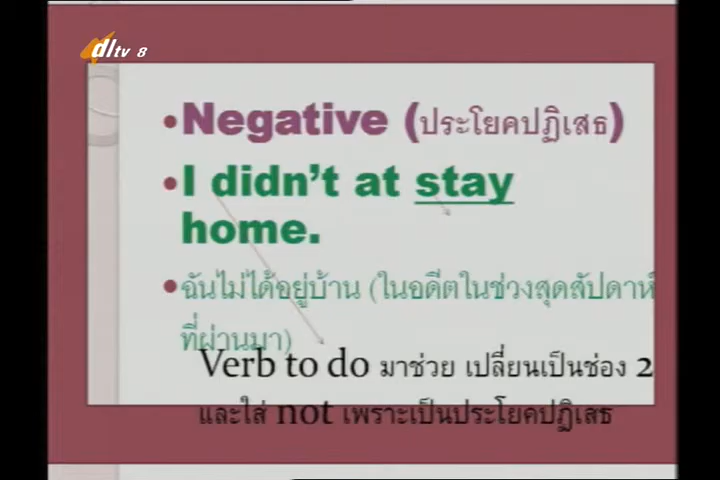 dltv 8
•Negative (ประโยคปฏิเสธ)
•I didn't at stay
home.
•ฉันไม่ได้อยู่บ้าน (ในอดีตในช่วงสุดสัปดาห์
ที่ผ่านมา)
Verb to do มาช่วย เปลี่ยนเป็นช่อง 2
และใส่ not เพราะเป็นประโยคปฎิเสธ